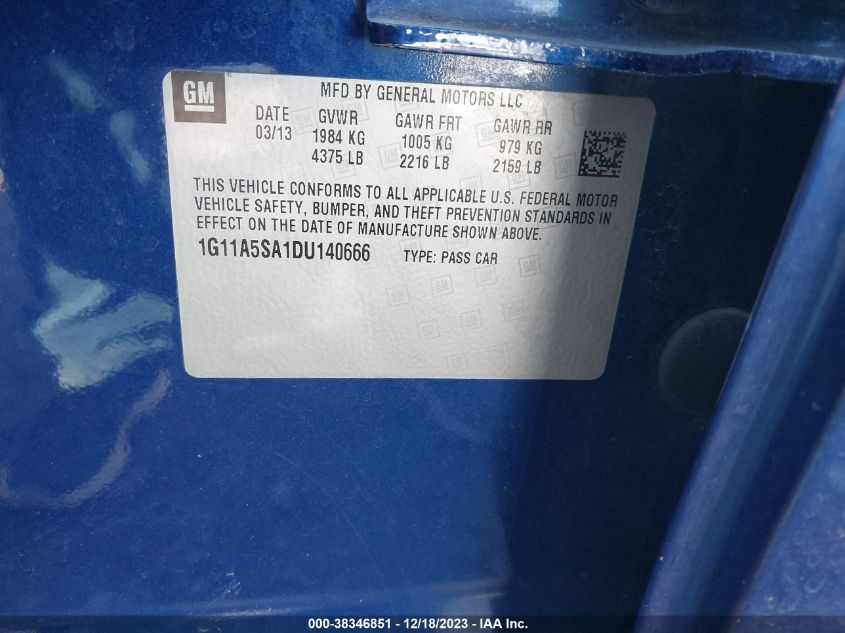 GM
®
MFD BY GENERAL MOTORS LLC
DATE GVWR GAWR FRT GAWR RR
03/13 1984 KG 1005 KG 979 KG
4375 LB 2216 LB 2159 LB
THIS VEHICLE CONFORMS TO ALL APPLICABLE U.S. FEDERAL MOTOR
VEHICLE SAFETY, BUMPER, AND THEFT PREVENTION STANDARDS IN
EFFECT ON THE DATE OF MANUFACTURE SHOWN ABOVE.
1G11A5SA1DU140666 TYPE: PASS CAR
000-38346851 - 12/18/2023 - IAA Inc.